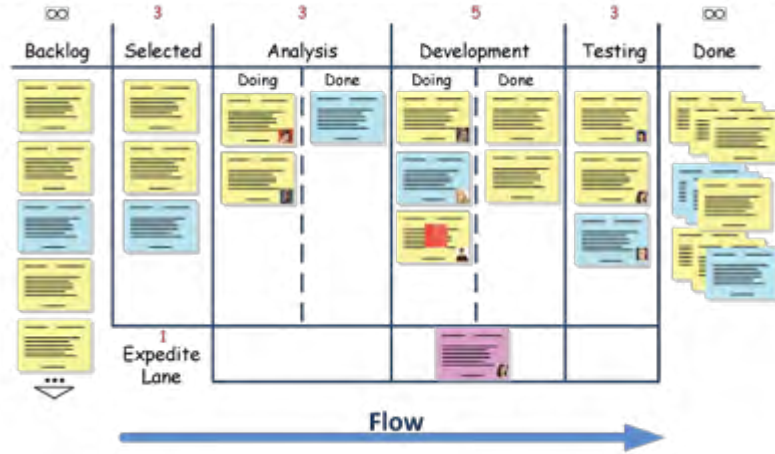 ∞ 3 3 5 3 ∞
Backlog Selected Analysis Development Testing Done
Doing Done Doing Done
...
1
Expedite
Lane
Flow